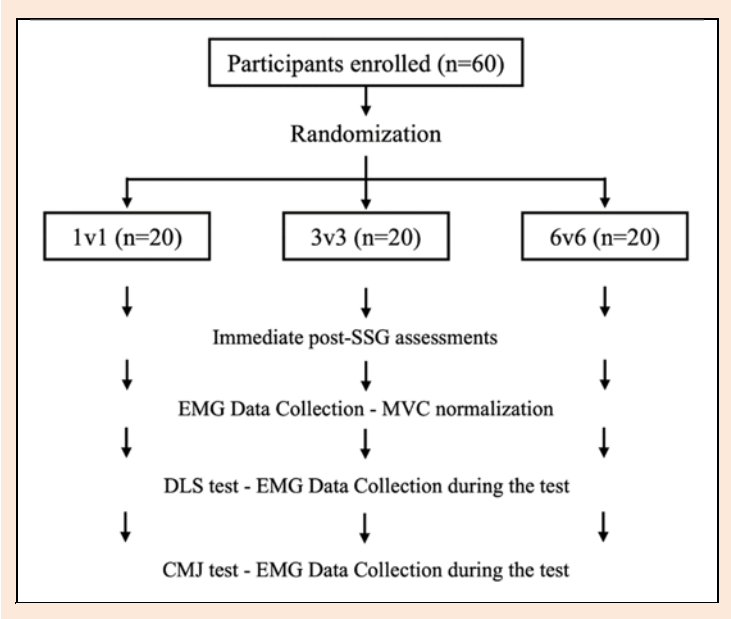 Participants enrolled (n=60)
Randomization
1v1 (n=20)
3v3 (n=20)
6v6 (n=20)
Immediate post-SSG assessments
EMG Data Collection - MVC normalization
DLS test - EMG Data Collection during the test
CMJ test - EMG Data Collection during the test